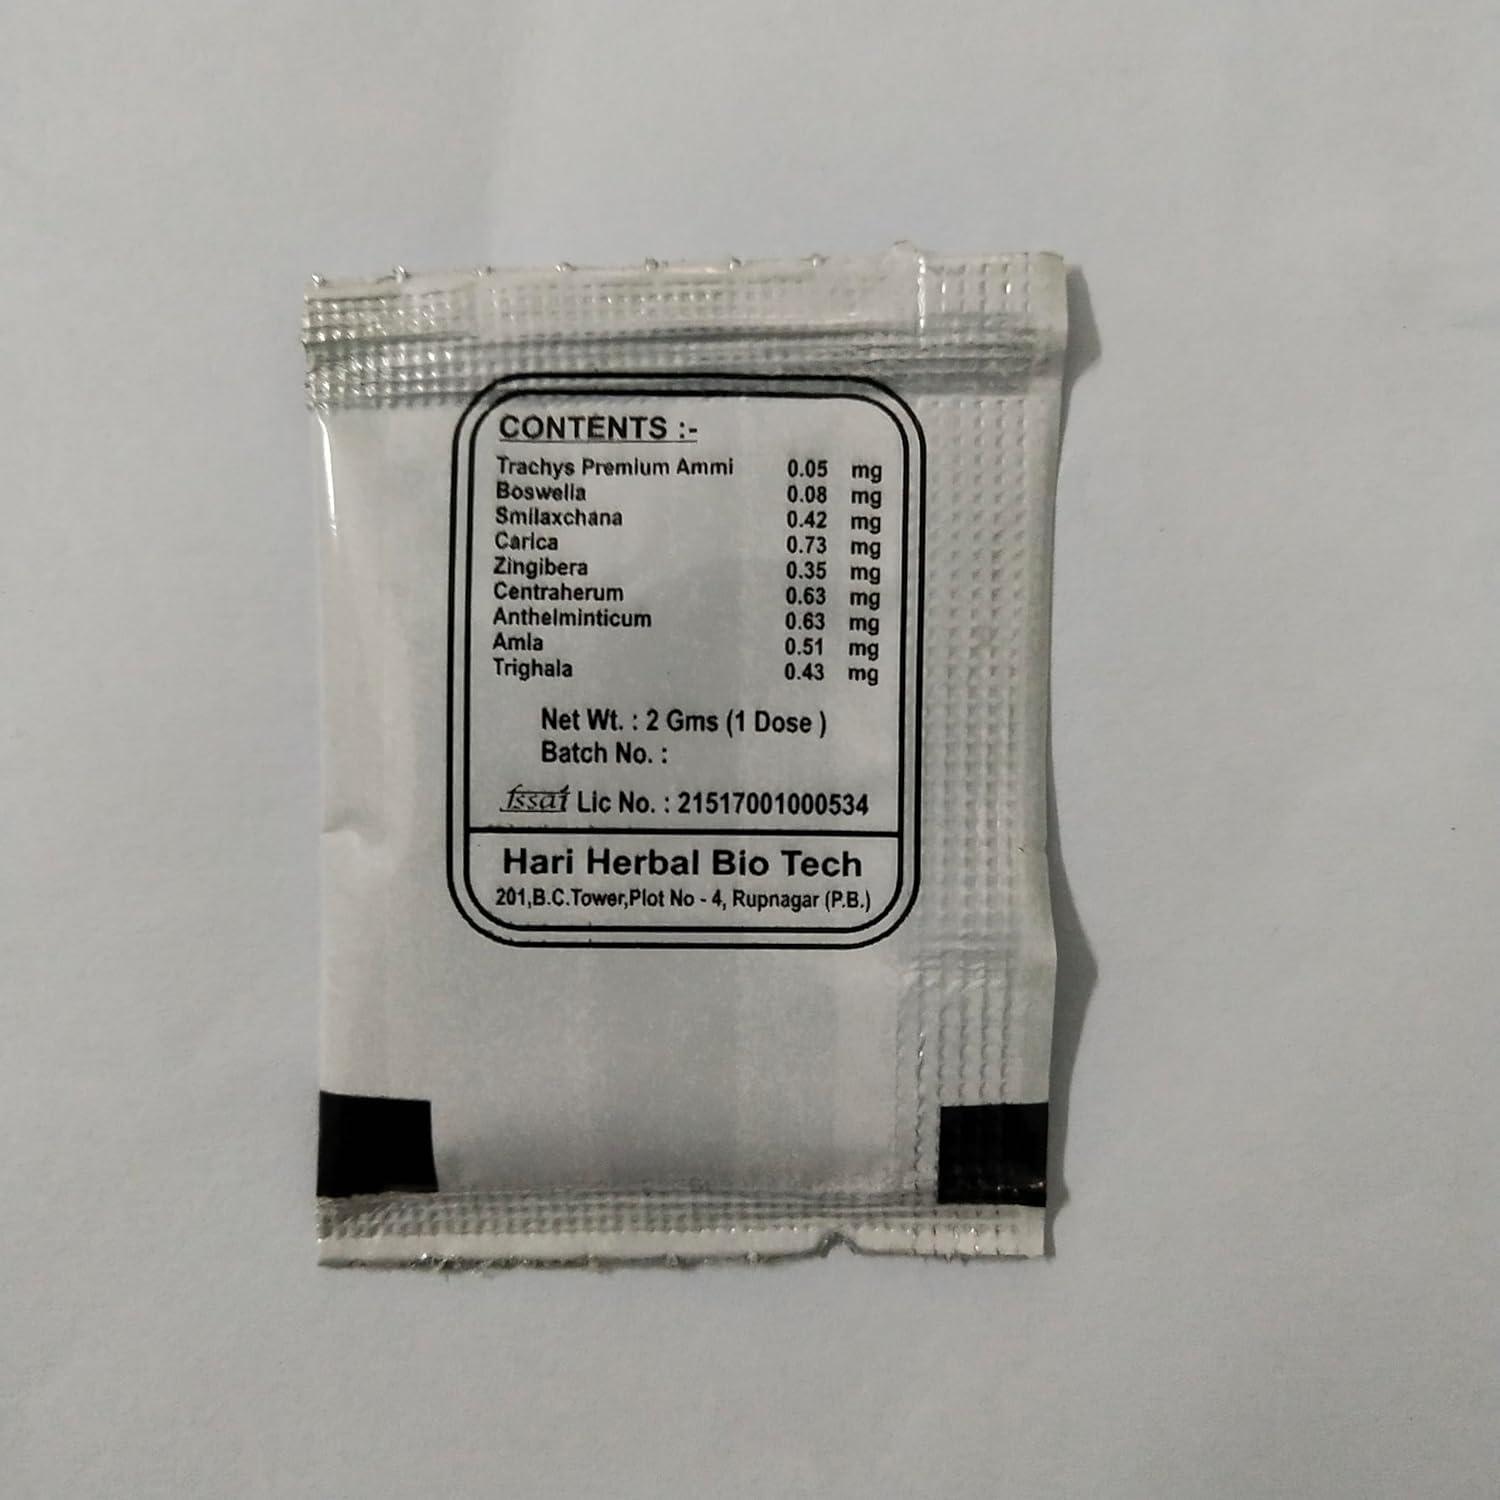 CONTENTS :-
Trachys Premium Ammi 0.05 mg
Boswella 0.08 mg
Smilaxchana 0.42 mg
Carica 0.73 mg
Zingibera 0.35 mg
Centraherum 0.63 mg
Anthelminticum 0.63 mg
Amla 0.51 mg
Trighala 0.43 mg
Net Wt. : 2 Gms (1 Dose )
Batch No. :
fssai Lic No. : 21517001000534
Hari Herbal Bio Tech
201,B.C.Tower,Plot No - 4, Rupnagar (P.B.)